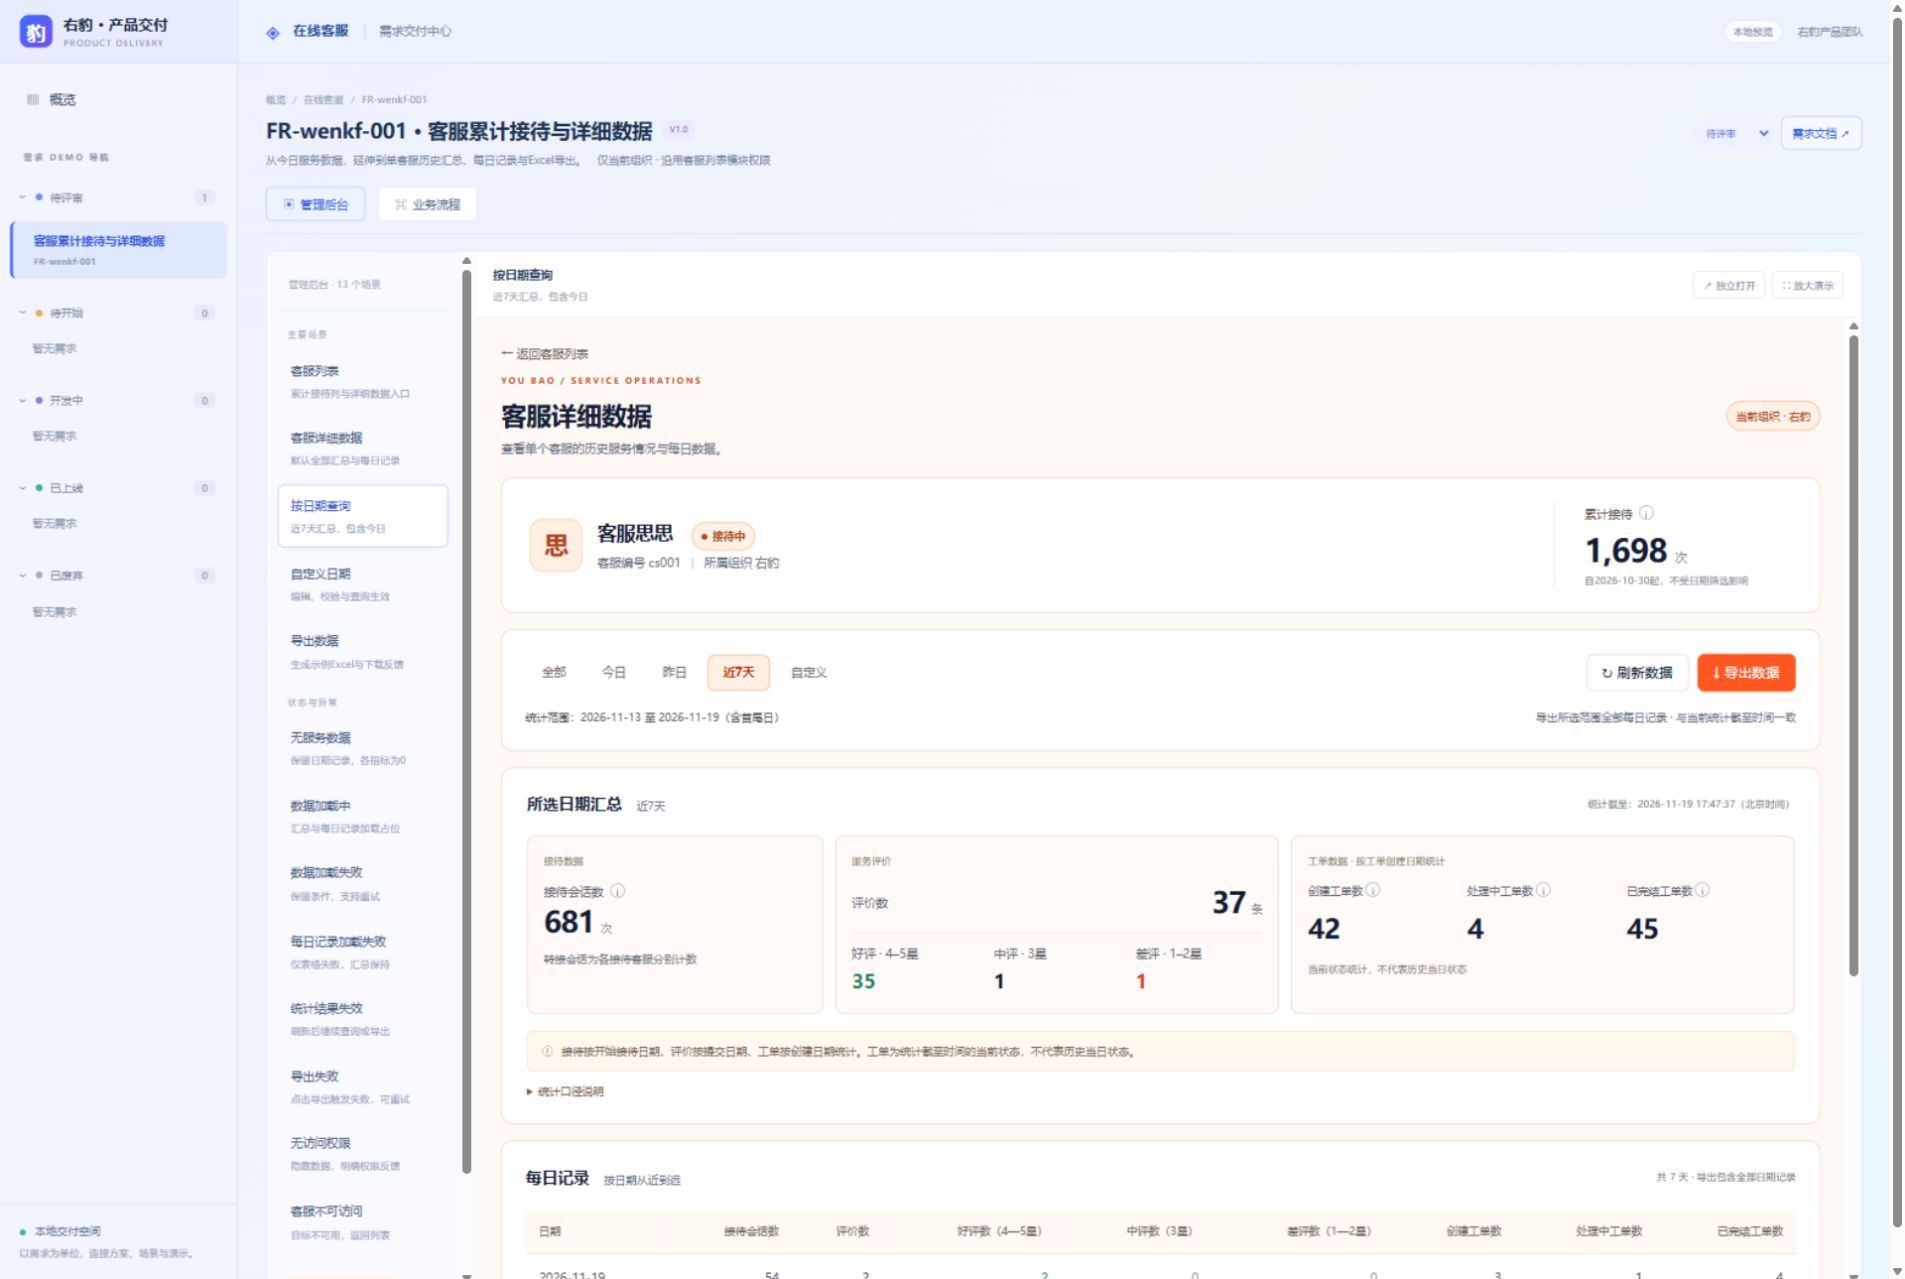 豹 右豹 • 产品交付
PRODUCT DELIVERY
概览
需求 DEMO 导航
待评审 1
客服累计接待与详细数据
FR-wenkf-001
待开始 0
暂无需求
开发中 0
暂无需求
已上线 0
暂无需求
已废弃 0
暂无需求
本地交付空间
以需求为单位，连接方案、场景与演示。
在线客服 需求交付中心
本地预览 右豹产品团队
概览 / 在线客服 / FR-wenkf-001
FR-wenkf-001 • 客服累计接待与详细数据 V1.0
从今日服务数据，延伸到单客服历史汇总、每日记录与Excel导出。 仅当前组织 · 沿用客服列表模块权限
待评审 需求文档 ↗
管理后台 ⌘ 业务流程
管理后台 · 13 个场景
主要场景
客服列表
累计接待列与详细数据入口
客服详细数据
默认全部汇总与每日记录
按日期查询
近7天汇总，包含今日
自定义日期
编辑、校验与查询生效
导出数据
生成示例Excel与下载反馈
状态与异常
无服务数据
保留日期记录，各指标为0
数据加载中
汇总与每日记录加载占位
数据加载失败
保留条件，支持重试
每日记录加载失败
仅表格失败，汇总保持
统计结果失效
刷新后继续查询或导出
导出失败
点击导出触发失败，可重试
无访问权限
隐藏数据，明确权限反馈
客服不可访问
目标不可用，返回列表
按日期查询
近7天汇总，包含今日
↗ 独立打开 放大演示
← 返回客服列表
YOU BAO / SERVICE OPERATIONS
客服详细数据
查看单个客服的历史服务情况与每日数据。
当前组织 · 右豹
思 客服思思 接待中
客服编号 cs001 | 所属组织 右豹
累计接待 ⓘ
1,698 次
自2026-10-30起，不受日期筛选影响
全部 今日 昨日 近7天 自定义
↻ 刷新数据 ↓ 导出数据
统计范围：2026-11-13 至 2026-11-19（含首尾日）
导出所选范围全部每日记录 · 与当前统计截至时间一致
所选日期汇总 近7天
统计截至：2026-11-19 17:47:37（北京时间）
接待数据
接待会话数 ⓘ
681 次
转接会话为各接待客服分别计数
服务评价
评价数 37 条
好评 · 4–5星 中评 · 3星 差评 · 1–2星
35 1 1
工单数据 · 按工单创建日期统计
创建工单数 ⓘ 处理中工单数 ⓘ 已完结工单数 ⓘ
42 4 45
当前状态统计，不代表历史当日状态
ⓘ 接待按开始接待日期、评价按提交日期、工单按创建日期统计。工单为统计截至时间的当前状态，不代表历史当日状态。
▶ 统计口径说明
每日记录 按日期从近到远
共 7 天 · 导出包含全部日期记录
日期 接待会话数 评价数 好评数（4—5星） 中评数（3星） 差评数（1—2星） 创建工单数 处理中工单数 已完结工单数
2026-11-19 54 2 2 0 0 3 1 4